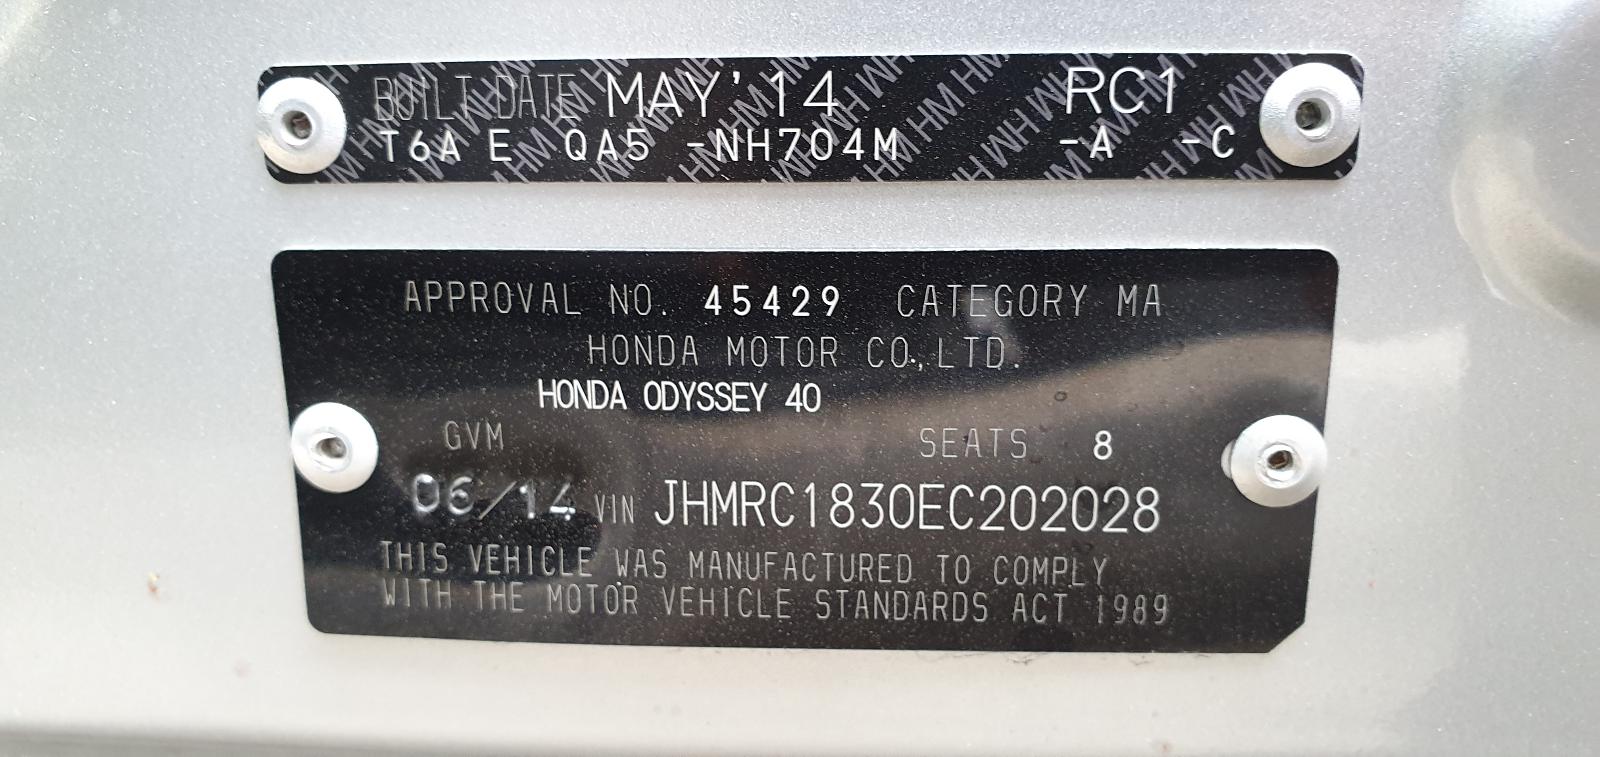 BUILT DATE MAY'14 RC1
T6A E QA5 -NH704M -A -C
APPROVAL NO. 45429 CATEGORY MA
HONDA MOTOR CO.,LTD.
HONDA ODYSSEY 40
GVM SEATS 8
06/14 VIN JHMRC1830EC202028
THIS VEHICLE WAS MANUFACTURED TO COMPLY
WITH THE MOTOR VEHICLE STANDARDS ACT 1989